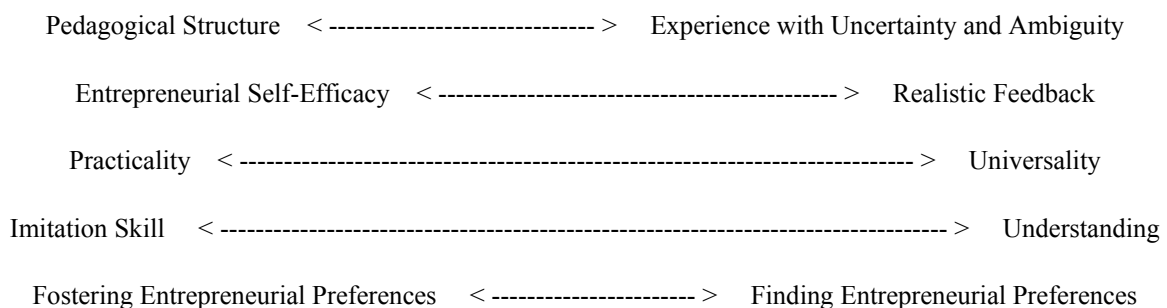 Pedagogical Structure < ------------------------------ > Experience with Uncertainty and Ambiguity
Entrepreneurial Self-Efficacy < --------------------------------------------- > Realistic Feedback
Practicality < ---------------------------------------------------------------------------- > Universality
Imitation Skill < ---------------------------------------------------------------------------------- > Understanding
Fostering Entrepreneurial Preferences < ----------------------- > Finding Entrepreneurial Preferences